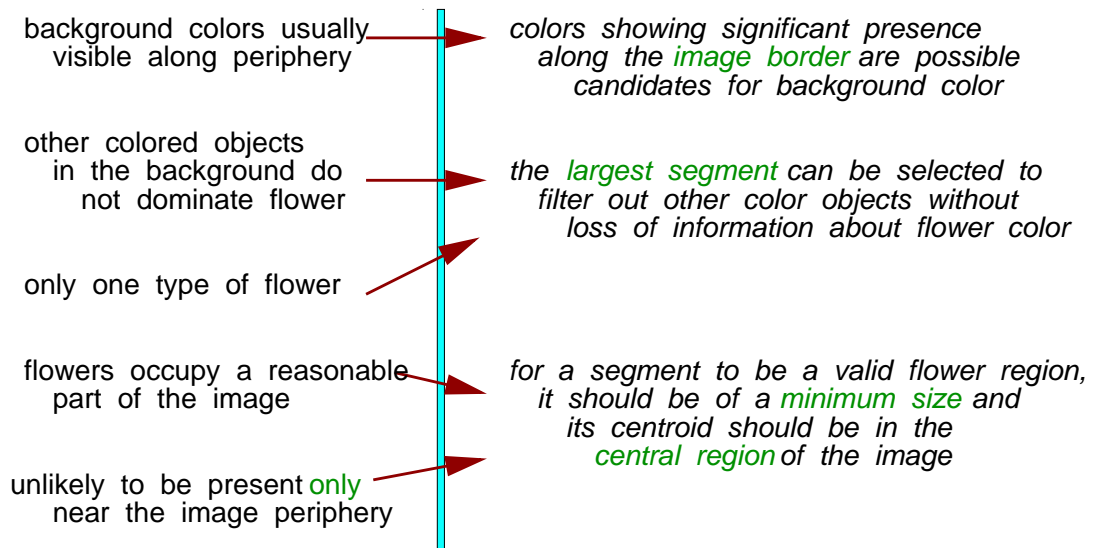 background colors usually
visible along periphery
colors showing significant presence
along the image border are possible
candidates for background color
other colored objects
in the background do
not dominate flower
the largest segment can be selected to
filter out other color objects without
loss of information about flower color
only one type of flower
flowers occupy a reasonable
part of the image
for a segment to be a valid flower region,
it should be of a minimum size and
its centroid should be in the
central region of the image
unlikely to be present only
near the image periphery